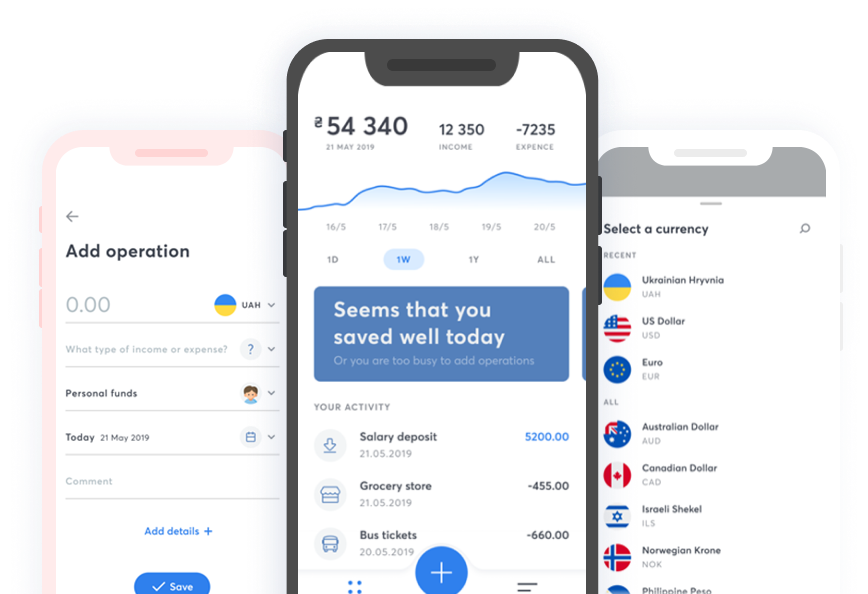 Add operation
0.00
UAH
What type of income or expense?
?
Personal funds
Today 21 May 2019
Comment
Add details +
Save
₴ 54 340
21 MAY 2019
12 350
INCOME
-7235
EXPENCE
16/5 17/5 18/5 19/5 20/5
1D 1W 1Y ALL
Seems that you
saved well today
Or you are too busy to add operations
YOUR ACTIVITY
Salary deposit 5200.00
21.05.2019
Grocery store -455.00
21.05.2019
Bus tickets -660.00
20.05.2019
Select a currency
RECENT
Ukrainian Hryvnia
UAH
US Dollar
USD
Euro
EUR
ALL
Australian Dollar
AUD
Canadian Dollar
CAD
Israeli Shekel
ILS
Norwegian Krone
NOK
Philippine Peso